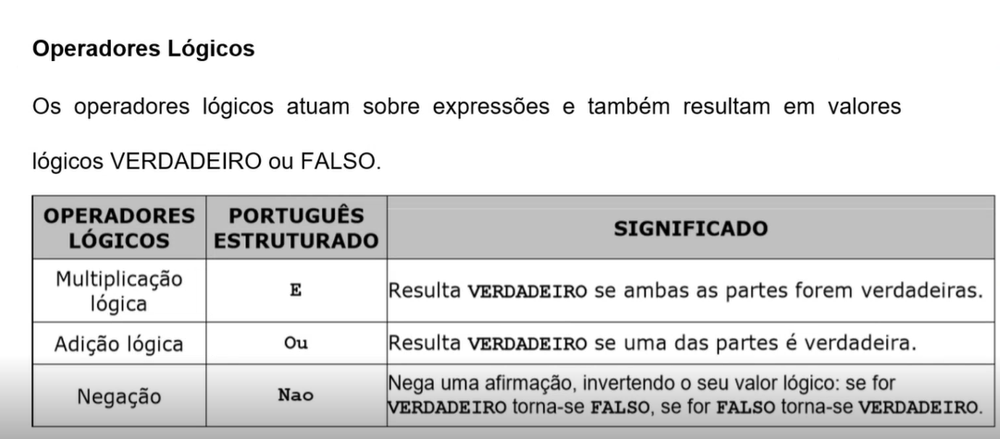 Operadores Lógicos
Os operadores lógicos atuam sobre expressões e também resultam em valores
lógicos VERDADEIRO ou FALSO.
OPERADORES LÓGICOS
PORTUGUÊS ESTRUTURADO
SIGNIFICADO
Multiplicação lógica
E
Resulta VERDADEIRO se ambas as partes forem verdadeiras.
Adição lógica
Ou
Resulta VERDADEIRO se uma das partes é verdadeira.
Negação
Nao
Nega uma afirmação, invertendo o seu valor lógico: se for
VERDADEIRO torna-se FALSO, se for FALSO torna-se VERDADEIRO.